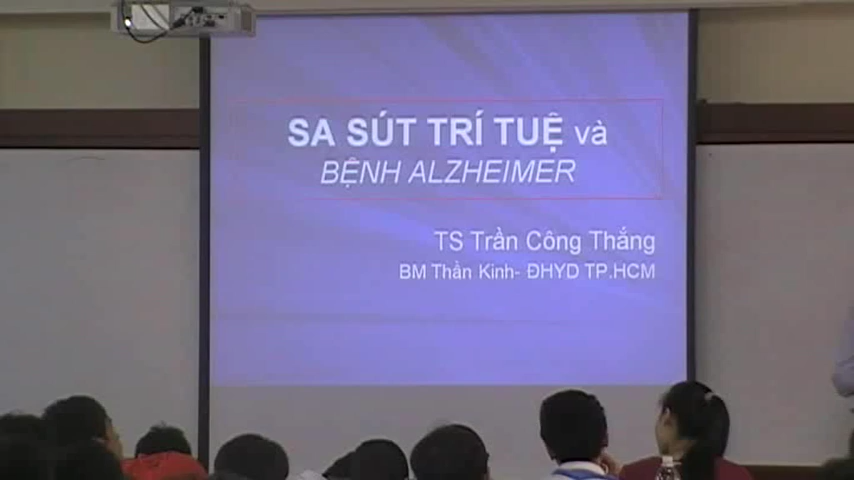 SA SÚT TRÍ TUỆ và
BỆNH ALZHEIMER
TS Trần Công Thắng
BM Thần Kinh- ĐHYD TP.HCM